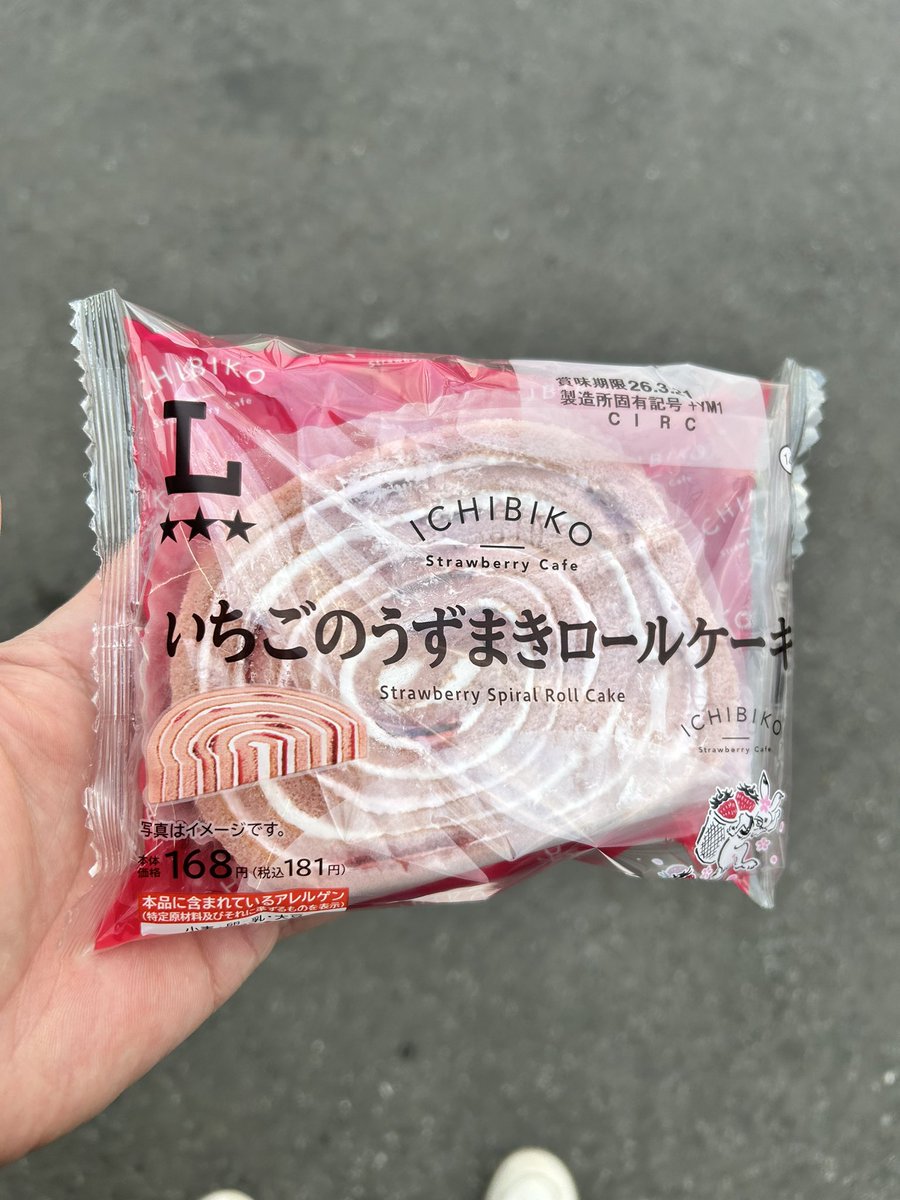 ICHIBIKO
Strawberry Cafe
L
★★★
賞味期限26.3.
製造所固有記号 +YM1
CIRC
ICHIBIKO
Strawberry Cafe
いちごのうずまきロールケーキ
Strawberry Spiral Roll Cake
ICHIBIKO
Strawberry Cafe
写真はイメージです。
本体価格 168円(税込181円)
本品に含まれているアレルゲン
(特定原材料及びそれに準ずるものを表示)